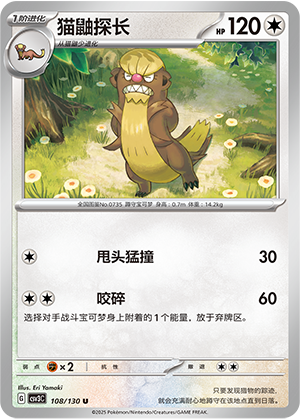 1阶进化
猫鼬探长
HP 120
从猫鼬少进化
全国图鉴No.0735 蹲守宝可梦 身高：0.7m 体重：14.2kg
甩头猛撞 30
咬碎 60
选择对手战斗宝可梦身上附着的1个能量，放于弃牌区。
弱点 ×2 抗性 撤退
Illus. Eri Yamaki
G CSV3C 108/130 U
只要发现猎物的踪迹，
就会充满耐心地蹲守在该地点直到日落。
©2025 Pokémon/Nintendo/Creatures/GAME FREAK.